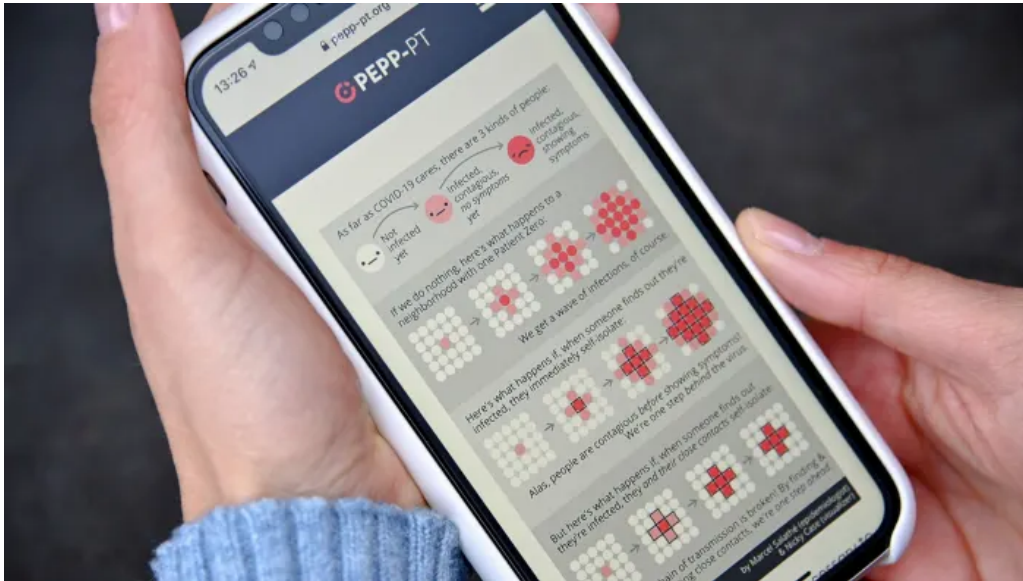 13:26
pepp-pt.org
PEPP-PT
As far as COVID-19 cares, there are 3 kinds of people:
Not
infected
yet
Infected,
contagious,
no symptoms
yet
Infected,
contagious,
showing
symptoms
If we do nothing, here's what happens to a
neighborhood with one Patient Zero:
We get a wave of infections, of course.
Here's what happens if, when someone finds out they're
infected, they immediately self-isolate:
Alas, people are contagious before showing symptoms!
We're one step behind the virus.
But here's what happens if, when someone finds out
they're infected, they and their close contacts self-isolate:
chain of transmission is broken! By finding &
close contacts, we're one step ahead
by Marcel Salathé (epidemiologist)
& Nicky Case (visualizer)